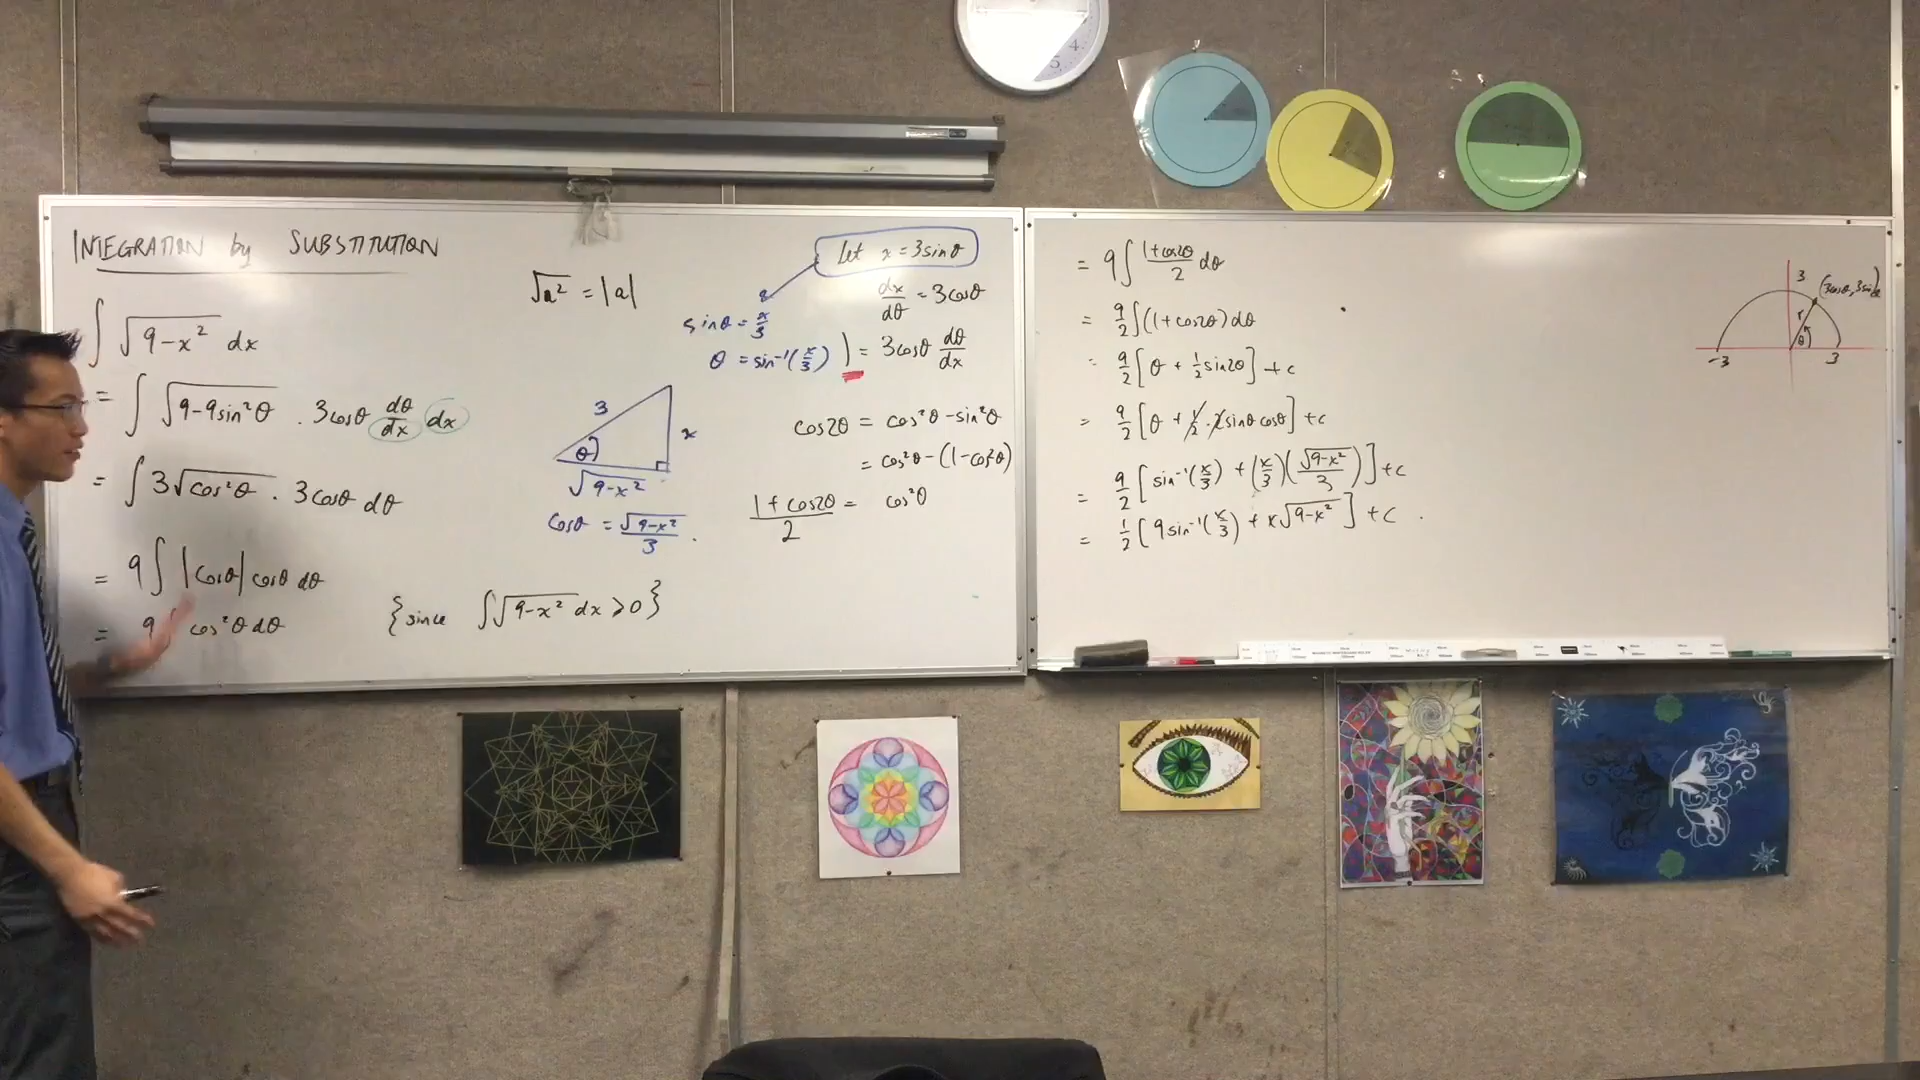 INTEGRATION by SUBSTITUTION
∫ √(9-x²) dx
= ∫ √(9-9sin²θ) . 3cosθ dθ/dx dx
= ∫ 3√(cos²θ) . 3cosθ dθ
= 9∫ |cosθ| cosθ dθ
= 9∫ cos²θ dθ
{since ∫√(9-x²) dx ⩾ 0}
√a² = |a|
Let x = 3sinθ
dx/dθ = 3cosθ
1 = 3cosθ dθ/dx
sinθ = x/3
θ = sin⁻¹(x/3)
3
θ
x
√(9-x²)
cosθ = √(9-x²)/3 .
cos2θ = cos²θ - sin²θ
= cos²θ - (1-cos²θ)
(1 + cos2θ)/2 = cos²θ
= 9∫ (1+cos2θ)/2 dθ
= 9/2 ∫(1+cos2θ)dθ
= 9/2 [θ + 1/2 sin2θ] + c
= 9/2 [θ + 1/2 . 2sinθcosθ] + c
= 9/2 [sin⁻¹(x/3) + (x/3)(√(9-x²)/3)] + c
= 1/2 [9sin⁻¹(x/3) + x√(9-x²)] + c .
3
(3cosθ, 3sinθ)
r
θ
-3
3